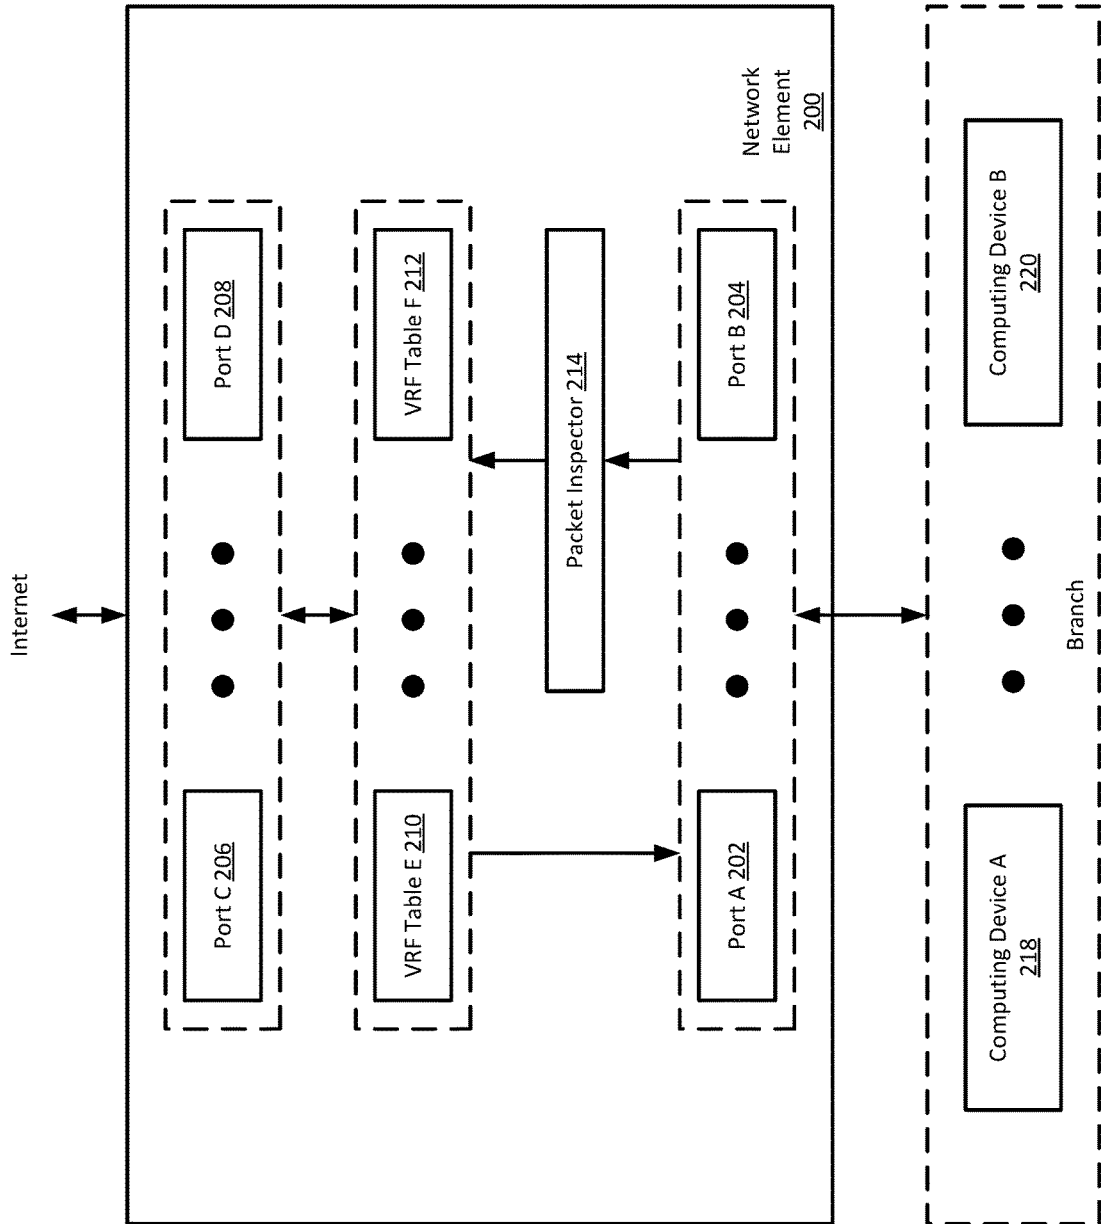 Internet
Port C 206
Port D 208
VRF Table E 210
VRF Table F 212
Packet Inspector 214
Port A 202
Port B 204
Network
Element
200
Computing Device A
218
Computing Device B
220
Branch